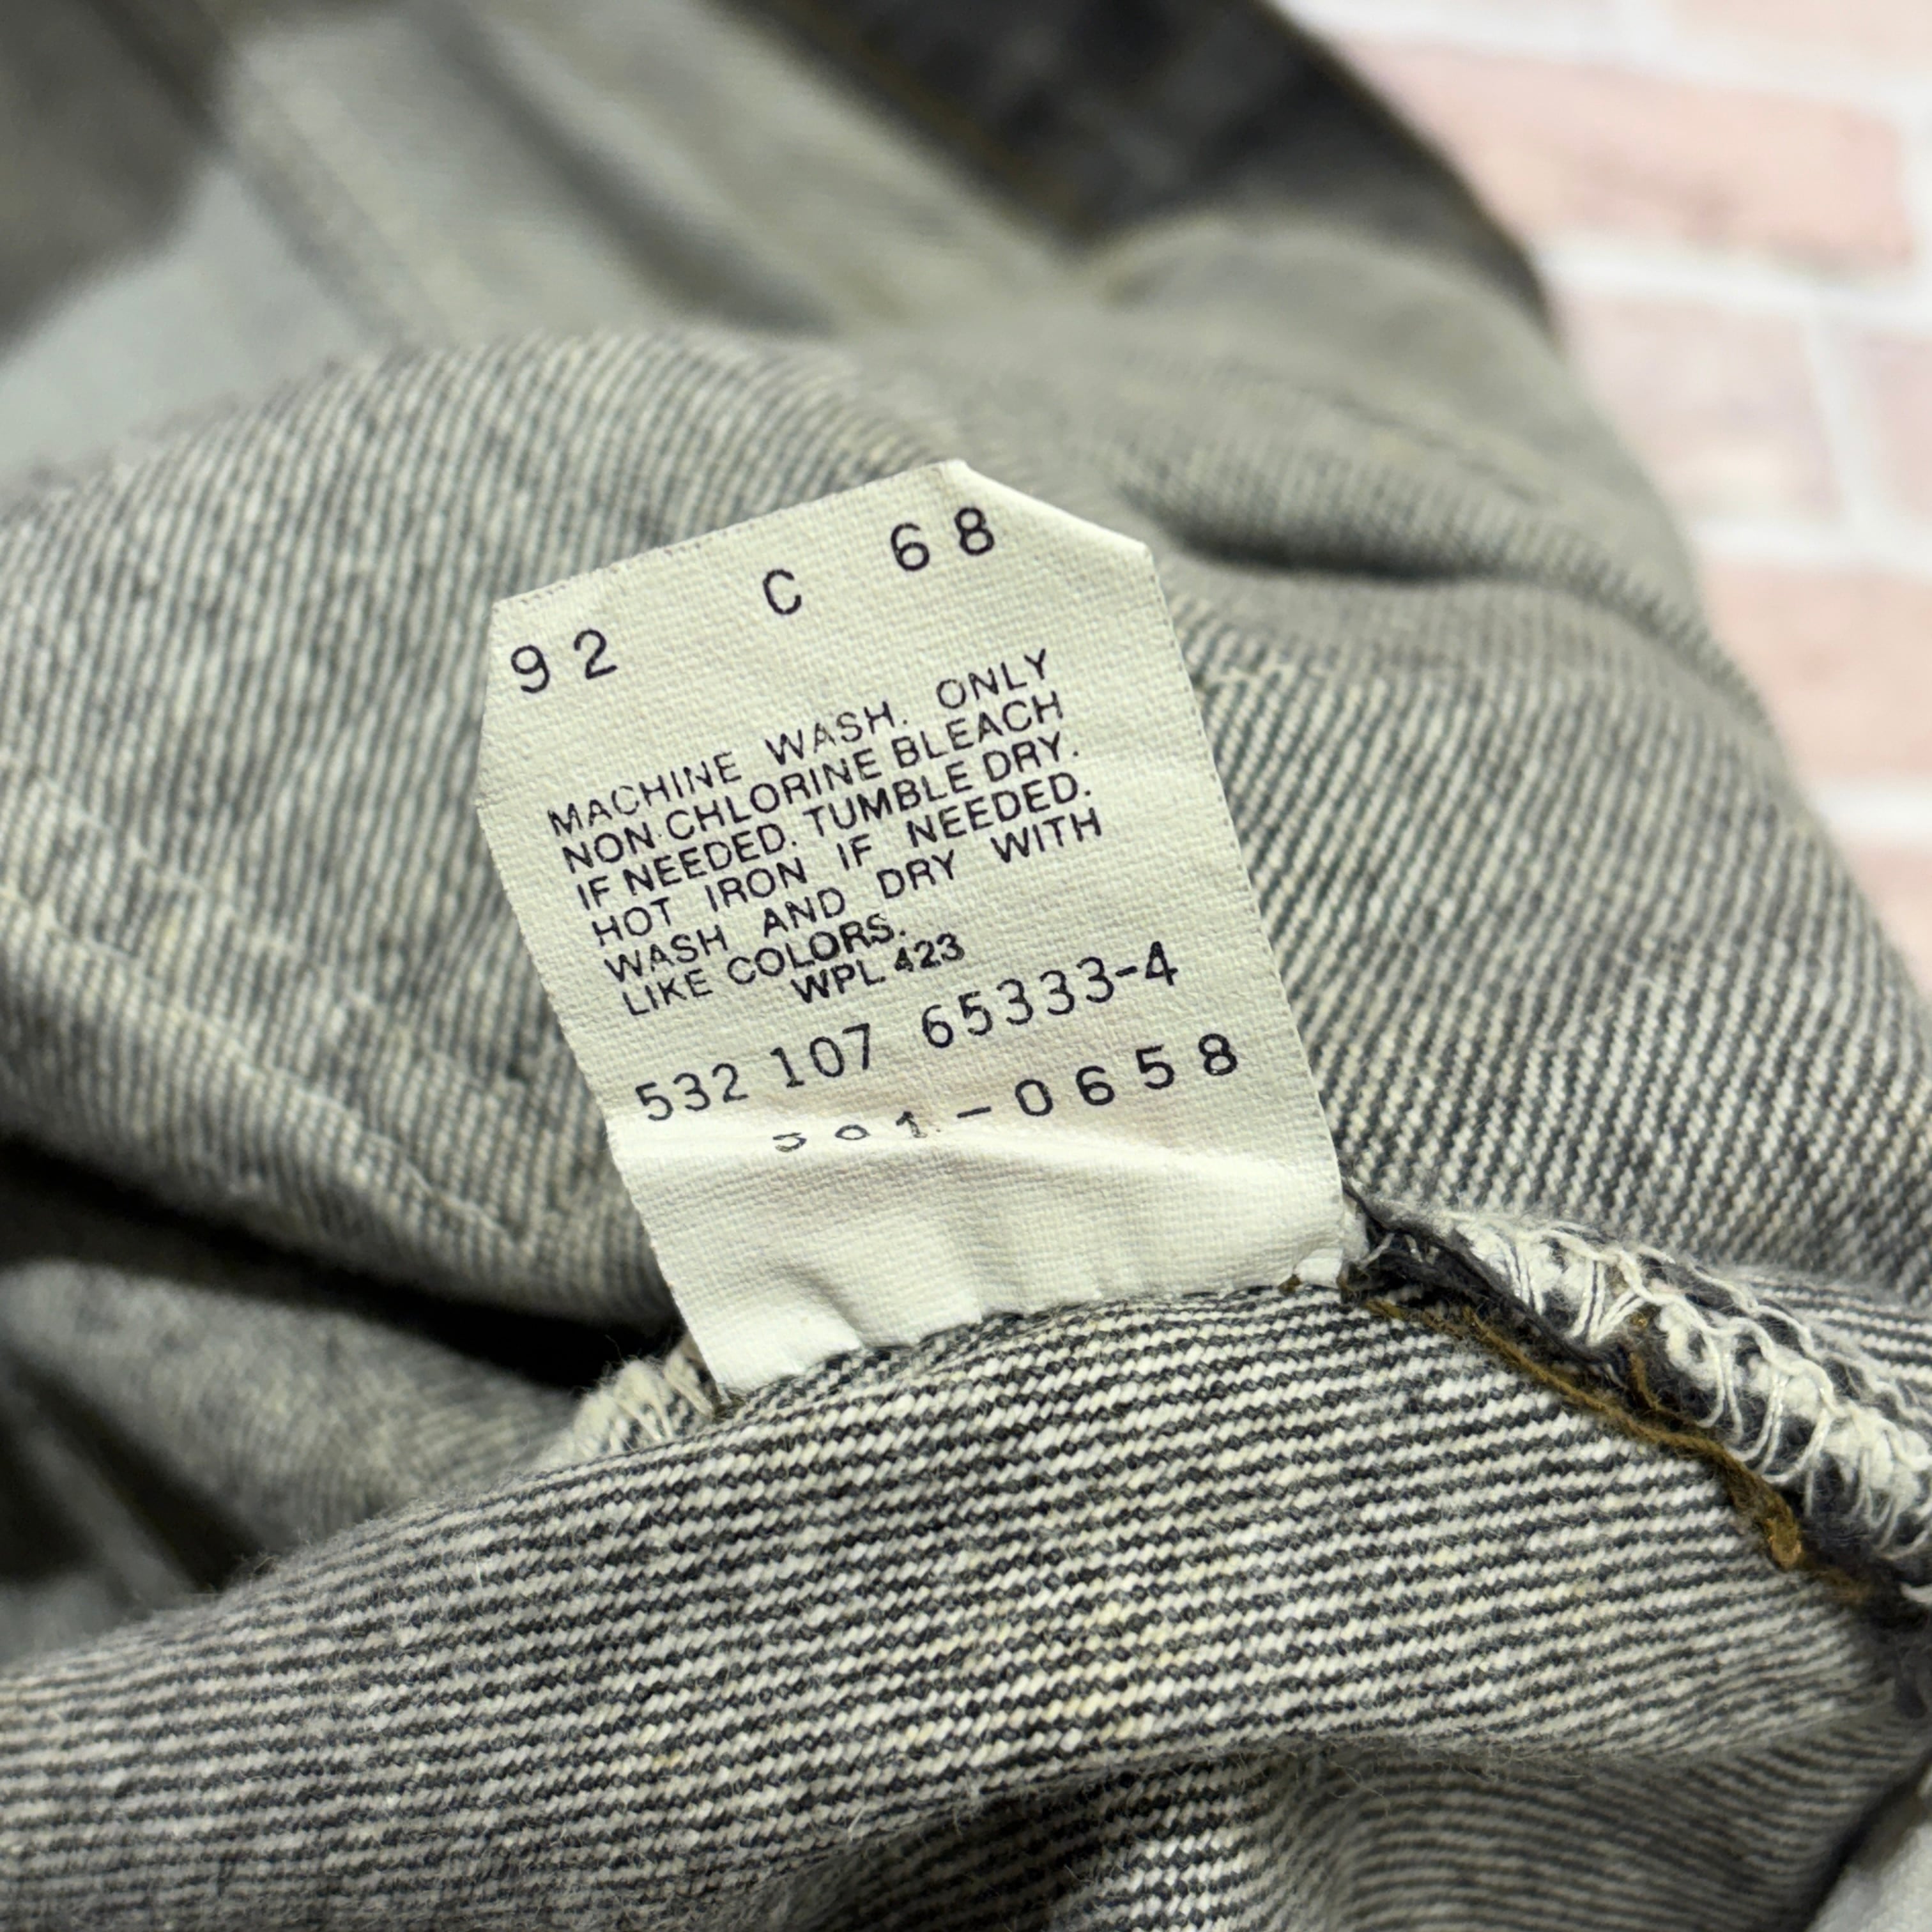 92 C 68
MACHINE WASH. ONLY
NON-CHLORINE BLEACH
IF NEEDED. TUMBLE DRY.
HOT IRON IF NEEDED.
WASH AND DRY WITH
LIKE COLORS.
WPL 423
532 107 65333-4
501-0658